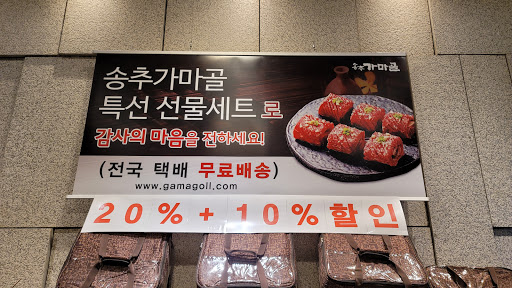 송추가마골
송추가마골
특선 선물세트로
감사의 마음을 전하세요!
(전국 택배 무료배송)
www.gamagoll.com
20%+10%할인